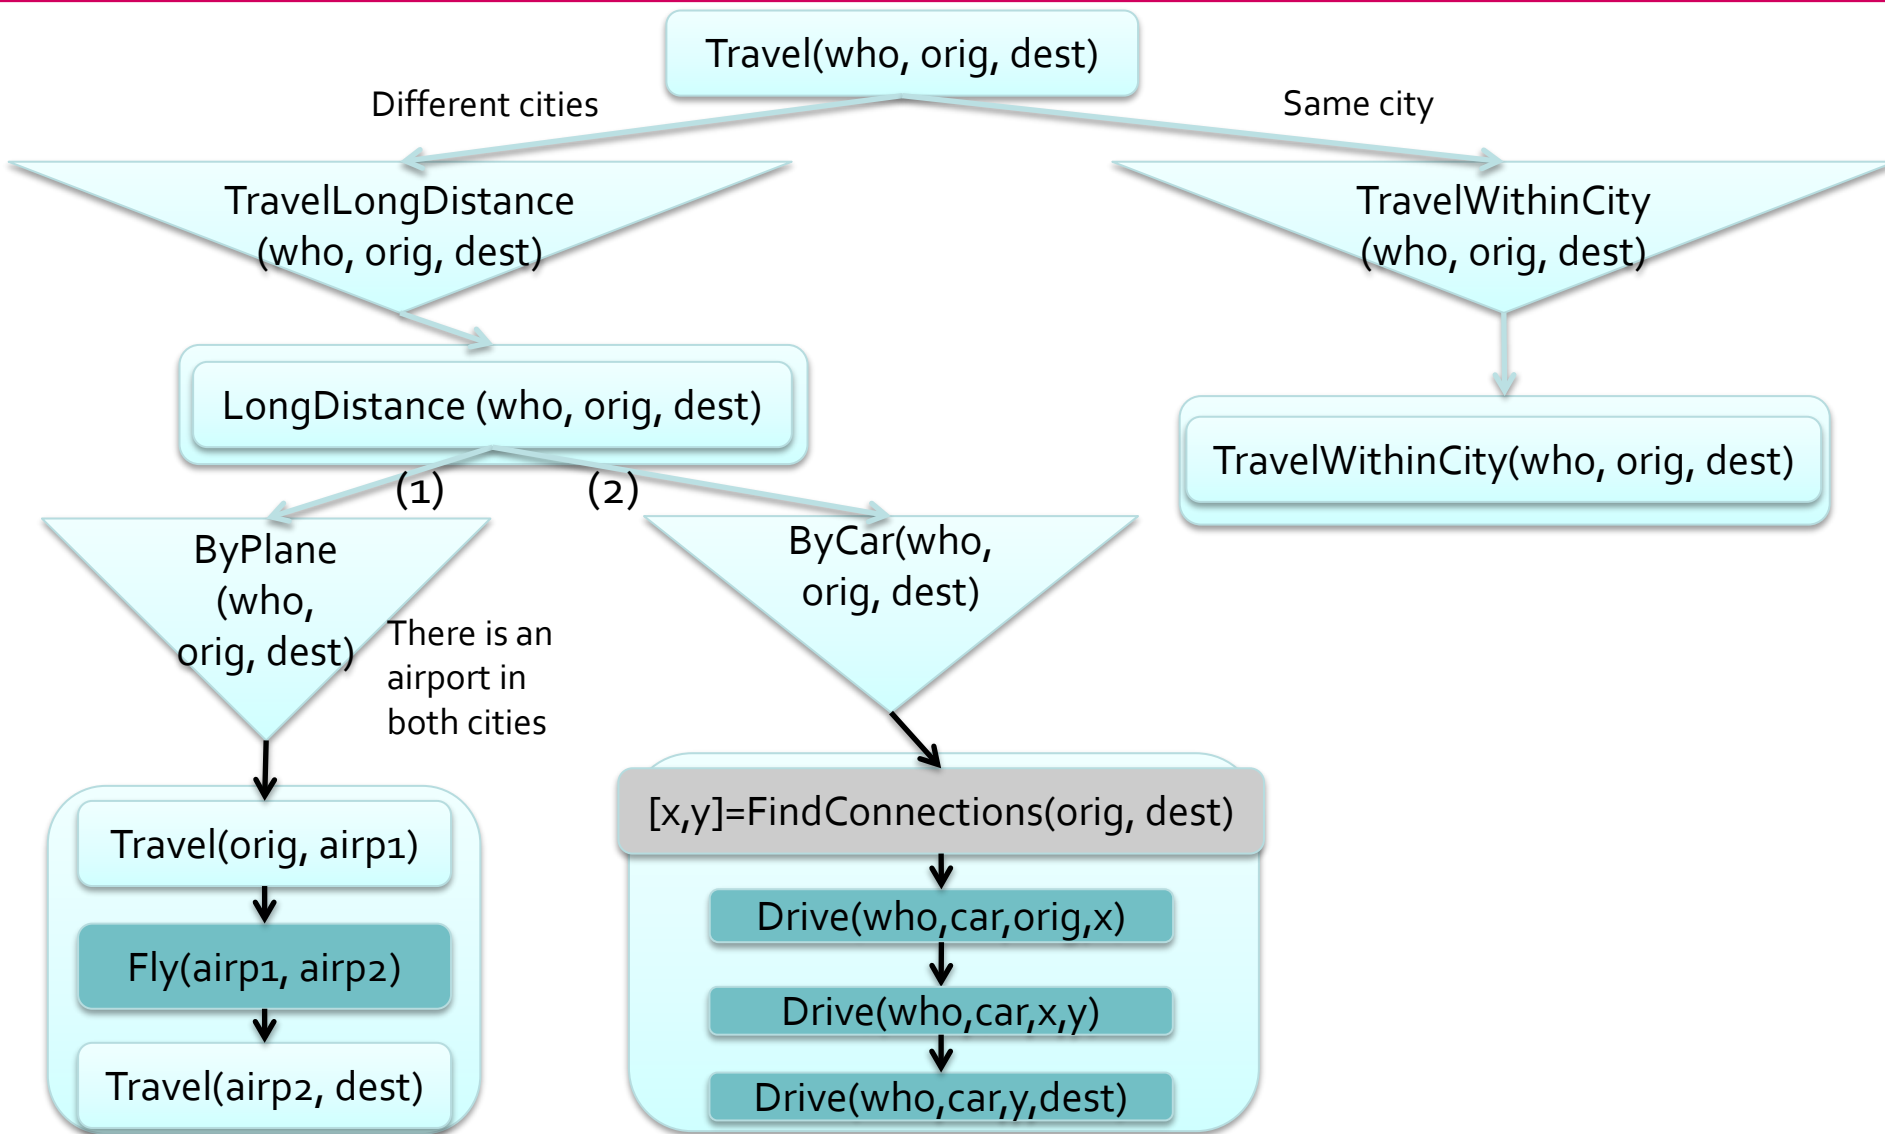 Travel(who, orig, dest)
Different cities
Same city
TravelLongDistance
(who, orig, dest)
TravelWithinCity
(who, orig, dest)
LongDistance (who, orig, dest)
TravelWithinCity(who, orig, dest)
(1)
(2)
ByPlane
(who,
orig, dest)
There is an
airport in
both cities
ByCar(who,
orig, dest)
Travel(orig, airp1)
Fly(airp1, airp2)
Travel(airp2, dest)
[x,y]=FindConnections(orig, dest)
Drive(who,car,orig,x)
Drive(who,car,x,y)
Drive(who,car,y,dest)